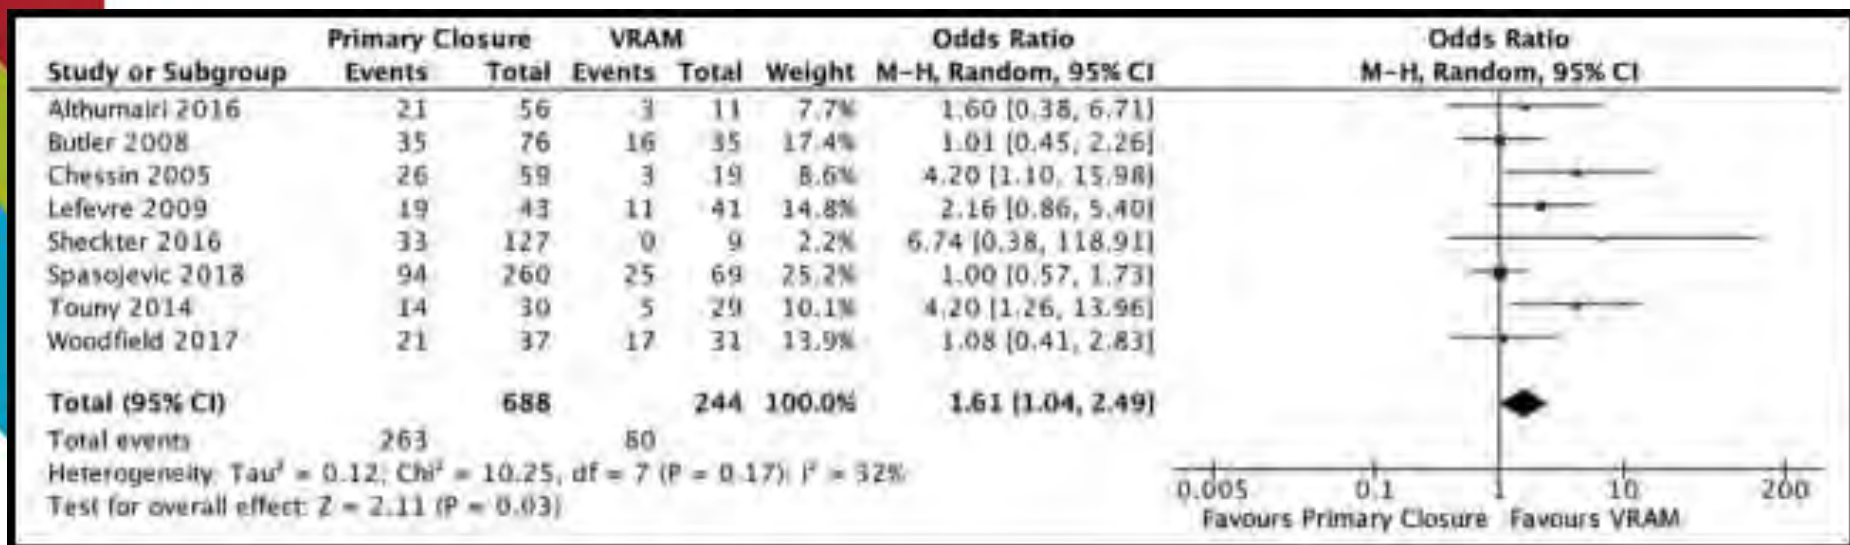 Primary Closure VRAM Odds Ratio Odds Ratio
Study or Subgroup Events Total Events Total Weight M-H, Random, 95% CI M-H, Random, 95% CI
Althumairi 2016 21 56 3 11 7.7% 1.60 [0.38, 6.71]
Butler 2008 35 76 16 35 17.4% 1.01 [0.45, 2.26]
Chessin 2005 26 59 3 19 8.6% 4.20 [1.10, 15.98]
Lefevre 2009 19 43 11 41 14.8% 2.16 [0.86, 5.40]
Sheckter 2016 33 127 0 9 2.2% 6.74 [0.38, 118.91]
Spasojevic 2018 94 260 25 69 25.2% 1.00 [0.57, 1.73]
Touny 2014 14 30 5 29 10.1% 4.20 [1.26, 13.96]
Woodfield 2017 21 37 17 31 13.9% 1.08 [0.41, 2.83]
Total (95% CI) 688 244 100.0% 1.61 [1.04, 2.49]
Total events 263 80
Heterogeneity: Tau² = 0.12; Chi² = 10.25, df = 7 (P = 0.17); I² = 32%
Test for overall effect: Z = 2.11 (P = 0.03)
0.005 0.1 1 10 200
Favours Primary Closure Favours VRAM